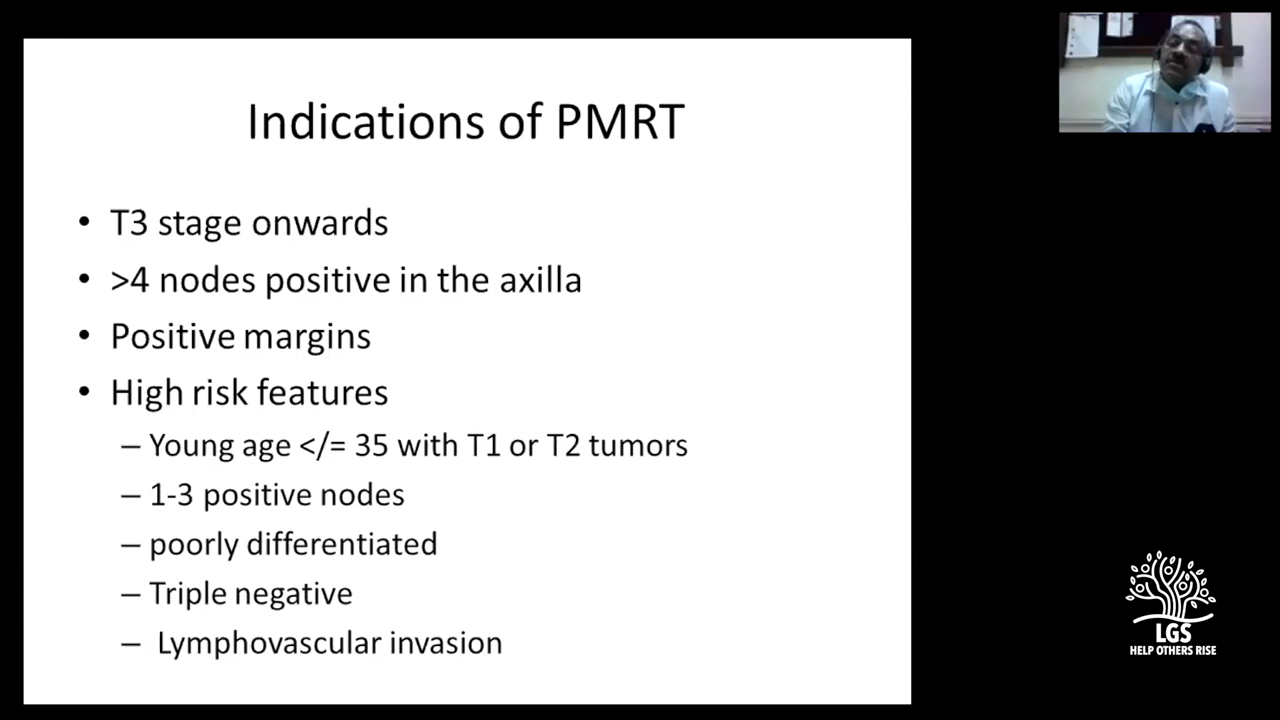 Indications of PMRT
• T3 stage onwards
• >4 nodes positive in the axilla
• Positive margins
• High risk features
– Young age </= 35 with T1 or T2 tumors
– 1-3 positive nodes
– poorly differentiated
– Triple negative
– Lymphovascular invasion
LGS
HELP OTHERS RISE